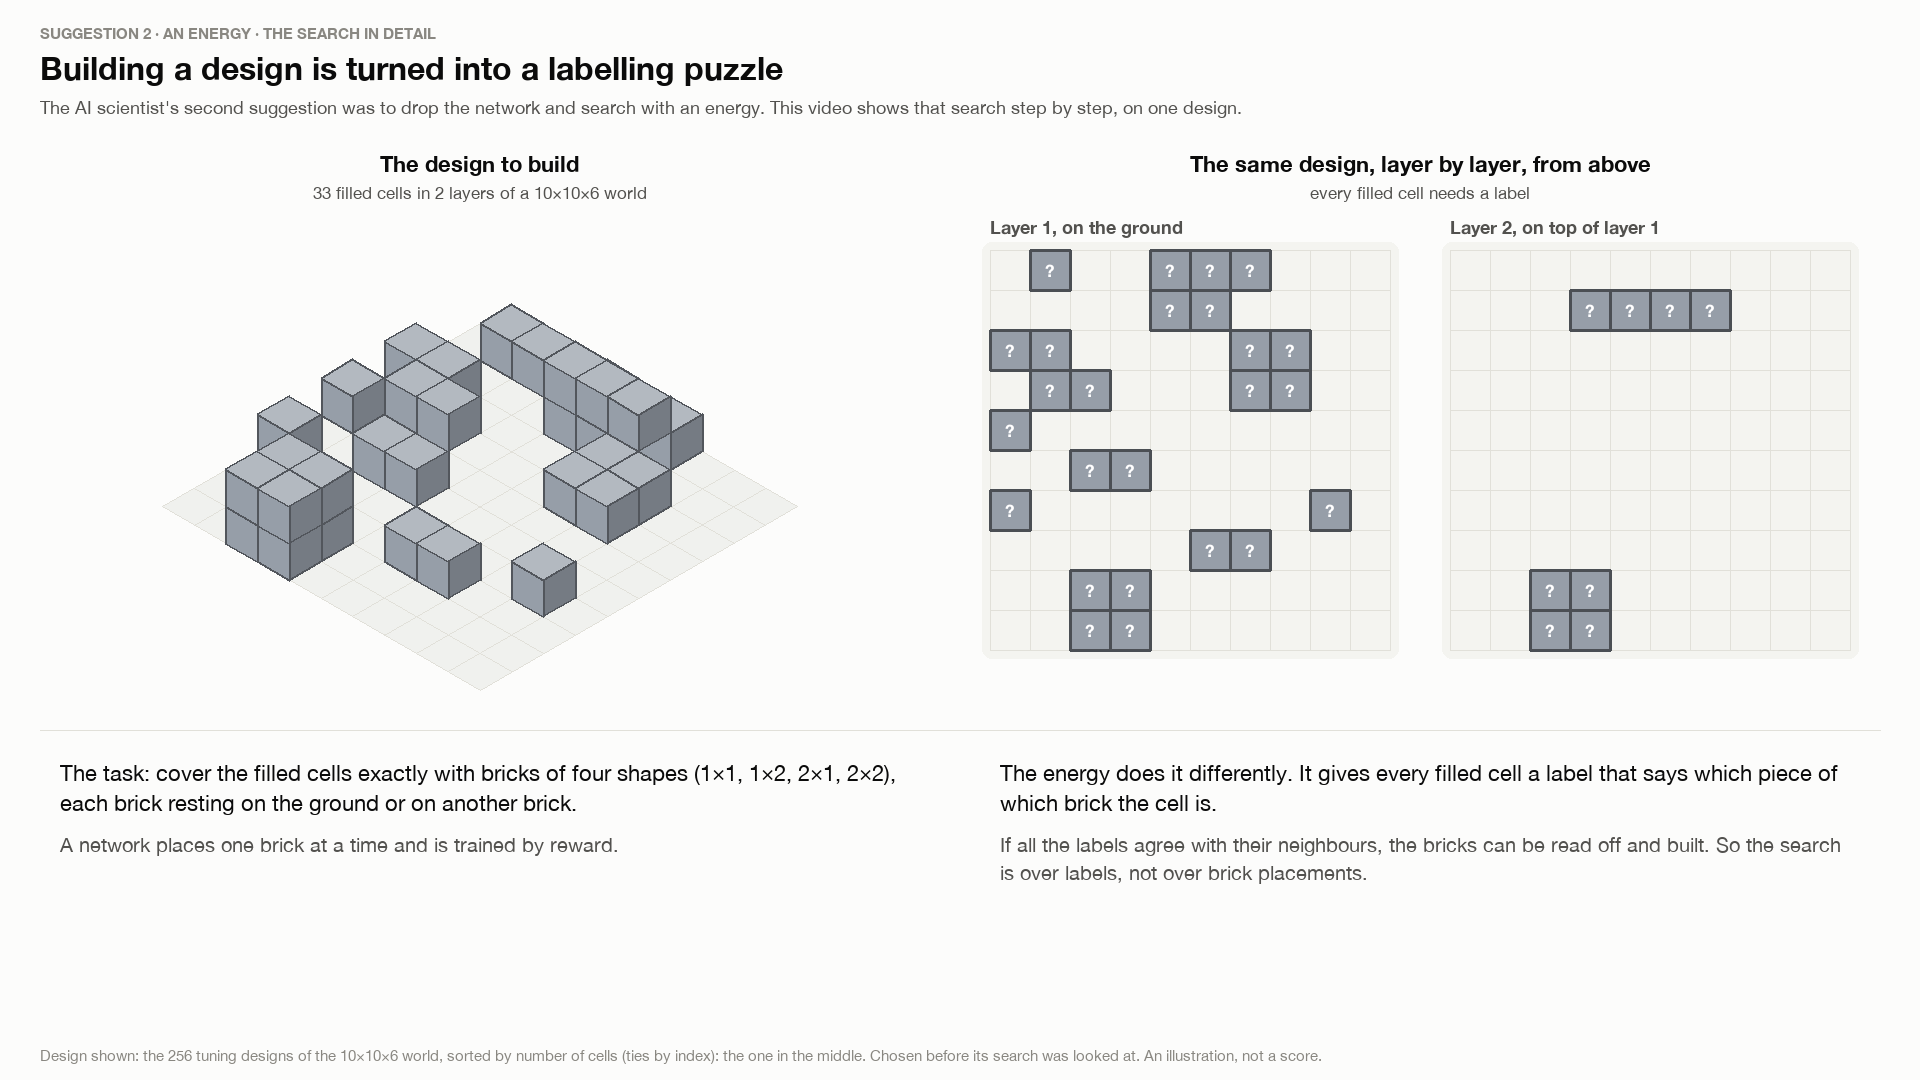 SUGGESTION 2 · AN ENERGY · THE SEARCH IN DETAIL
Building a design is turned into a labelling puzzle
The AI scientist's second suggestion was to drop the network and search with an energy. This video shows that search step by step, on one design.
The design to build
33 filled cells in 2 layers of a 10×10×6 world
The same design, layer by layer, from above
every filled cell needs a label
Layer 1, on the ground
? ? ? ?
? ?
? ? ? ?
? ? ? ?
?
? ?
? ?
? ?
? ?
? ?
Layer 2, on top of layer 1
? ? ? ?
? ?
? ?
The task: cover the filled cells exactly with bricks of four shapes (1×1, 1×2, 2×1, 2×2),
each brick resting on the ground or on another brick.
A network places one brick at a time and is trained by reward.
The energy does it differently. It gives every filled cell a label that says which piece of
which brick the cell is.
If all the labels agree with their neighbours, the bricks can be read off and built. So the search
is over labels, not over brick placements.
Design shown: the 256 tuning designs of the 10×10×6 world, sorted by number of cells (ties by index): the one in the middle. Chosen before its search was looked at. An illustration, not a score.